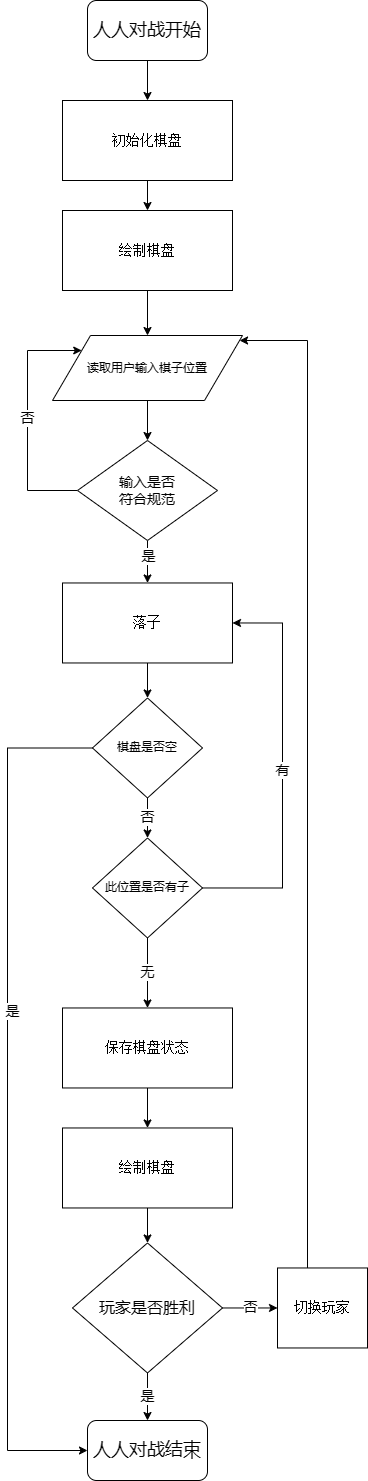 人人对战开始
初始化棋盘
绘制棋盘
读取用户输入棋子位置
否
输入是否
符合规范
是
落子
棋盘是否空
有
否
此位置是否有子
无
是
保存棋盘状态
绘制棋盘
玩家是否胜利
否
切换玩家
是
人人对战结束